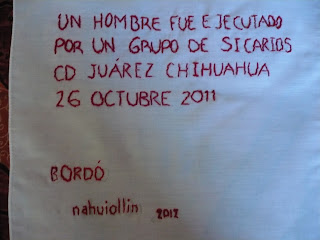 UN HOMBRE FUE EJECUTADO
POR UN GRUPO DE SICARIOS
CD JUÁREZ CHIHUAHUA
26 OCTUBRE 2011
BORDÓ
nahuiollin 2012